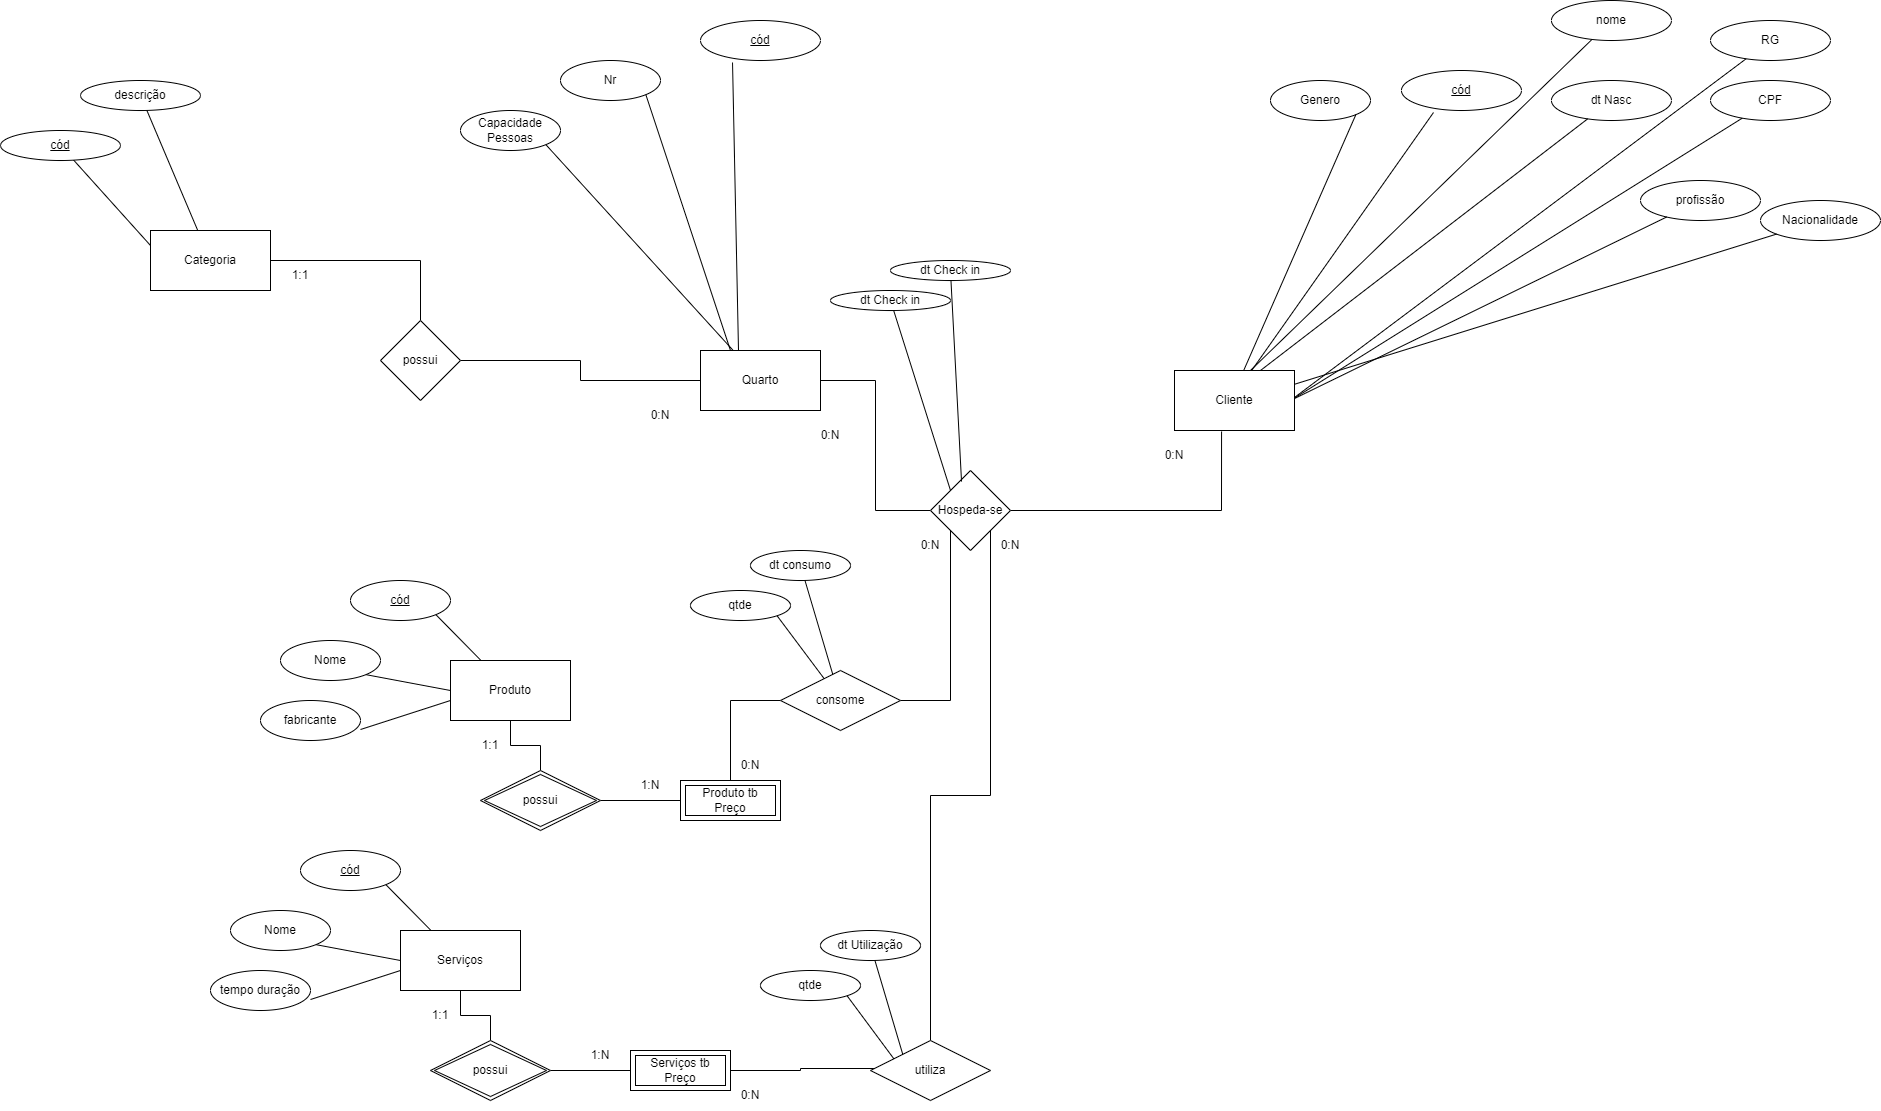 nome
RG
cód
Nr
Genero
cód
dt Nasc
CPF
descrição
Capacidade
Pessoas
cód
profissão
Nacionalidade
Categoria
1:1
dt Check in
dt Check in
possui
Quarto
Cliente
0:N
0:N
0:N
Hospeda-se
0:N
0:N
dt consumo
cód
qtde
Nome
Produto
consome
fabricante
1:1
0:N
1:N
possui
Produto tb
Preço
cód
Nome
dt Utilização
Serviços
tempo duração
qtde
1:1
1:N
possui
Serviços tb
Preço
utiliza
0:N